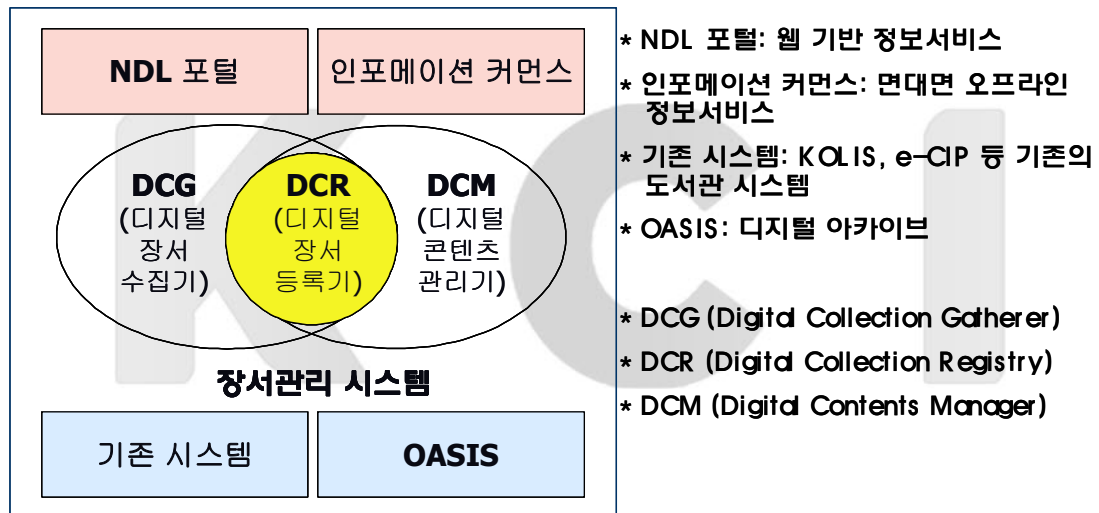 NDL 포털
인포메이션 커먼스
DCG
(디지털
장서
수집기)
DCR
(디지털
장서
등록기)
DCM
(디지털
콘텐츠
관리기)
장서관리 시스템
기존 시스템
OASIS
* NDL 포털: 웹 기반 정보서비스
* 인포메이션 커먼스: 면대면 오프라인
정보서비스
* 기존 시스템: KOLIS, e-CIP 등 기존의
도서관 시스템
* OASIS: 디지털 아카이브
* DCG (Digital Collection Gatherer)
* DCR (Digital Collection Registry)
* DCM (Digital Contents Manager)
KCI